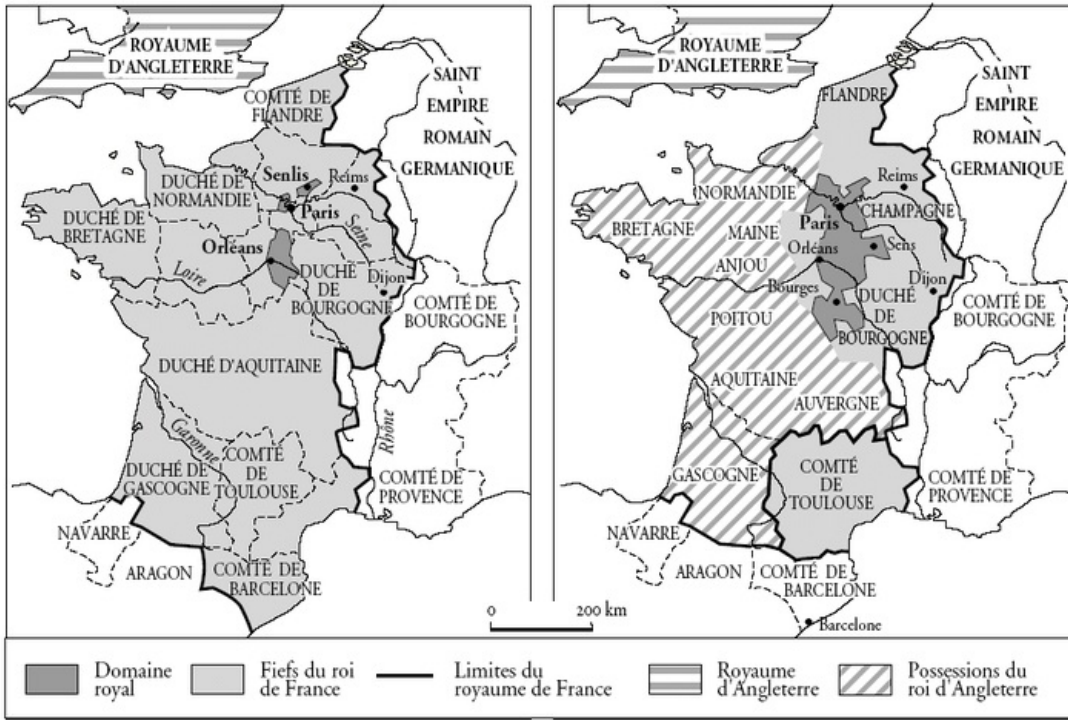 ROYAUME
D'ANGLETERRE
SAINT
EMPIRE
ROMAIN
GERMANIQUE
COMTÉ DE
FLANDRE
Senlis
Reims
DUCHÉ DE
NORMANDIE
Paris
DUCHÉ DE
BRETAGNE
Seine
Orléans
Loire
Dijon
DUCHÉ
DE
BOURGOGNE
COMTÉ DE
BOURGOGNE
DUCHÉ D'AQUITAINE
Rhône
Garonne
DUCHÉ DE
GASCOGNE
COMTÉ
DE
TOULOUSE
COMTÉ DE
PROVENCE
NAVARRE
ARAGON
COMTÉ DE
BARCELONE
0 200 km
ROYAUME
D'ANGLETERRE
SAINT
EMPIRE
ROMAIN
GERMANIQUE
FLANDRE
Reims
NORMANDIE
CHAMPAGNE
Paris
BRETAGNE
MAINE
Orléans
Sens
ANJOU
Bourges
Dijon
DUCHÉ
DE
BOURGOGNE
COMTÉ DE
BOURGOGNE
POITOU
AQUITAINE
AUVERGNE
GASCOGNE
COMTÉ
DE
TOULOUSE
COMTÉ
DE PROVENCE
NAVARRE
ARAGON
COMTÉ DE
BARCELONE
Barcelone
Domaine
royal
Fiefs du roi
de France
Limites du
royaume de France
Royaume
d'Angleterre
Possessions du
roi d'Angleterre